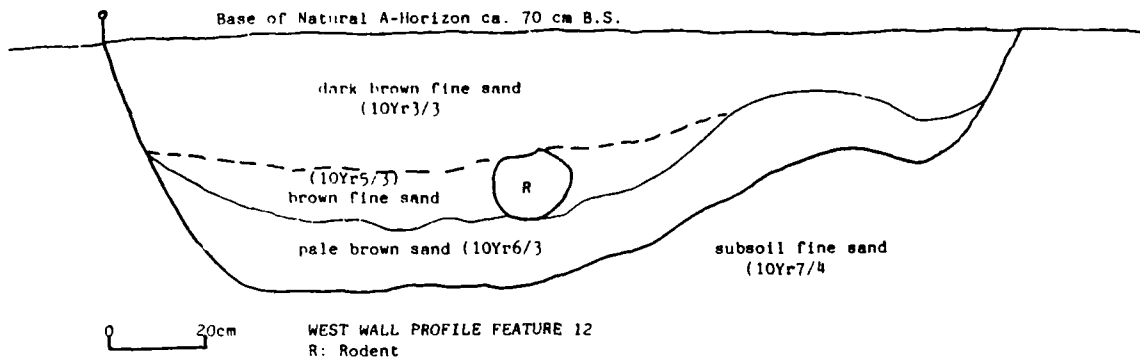 Base of Natural A-Horizon ca. 70 cm B.S.
dark brown fine sand
(10Yr3/3
(10Yr5/3)
brown fine sand
R
pale brown sand (10Yr6/3
subsoil fine sand
(10Yr7/4
0 20cm
WEST WALL PROFILE FEATURE 12
R: Rodent